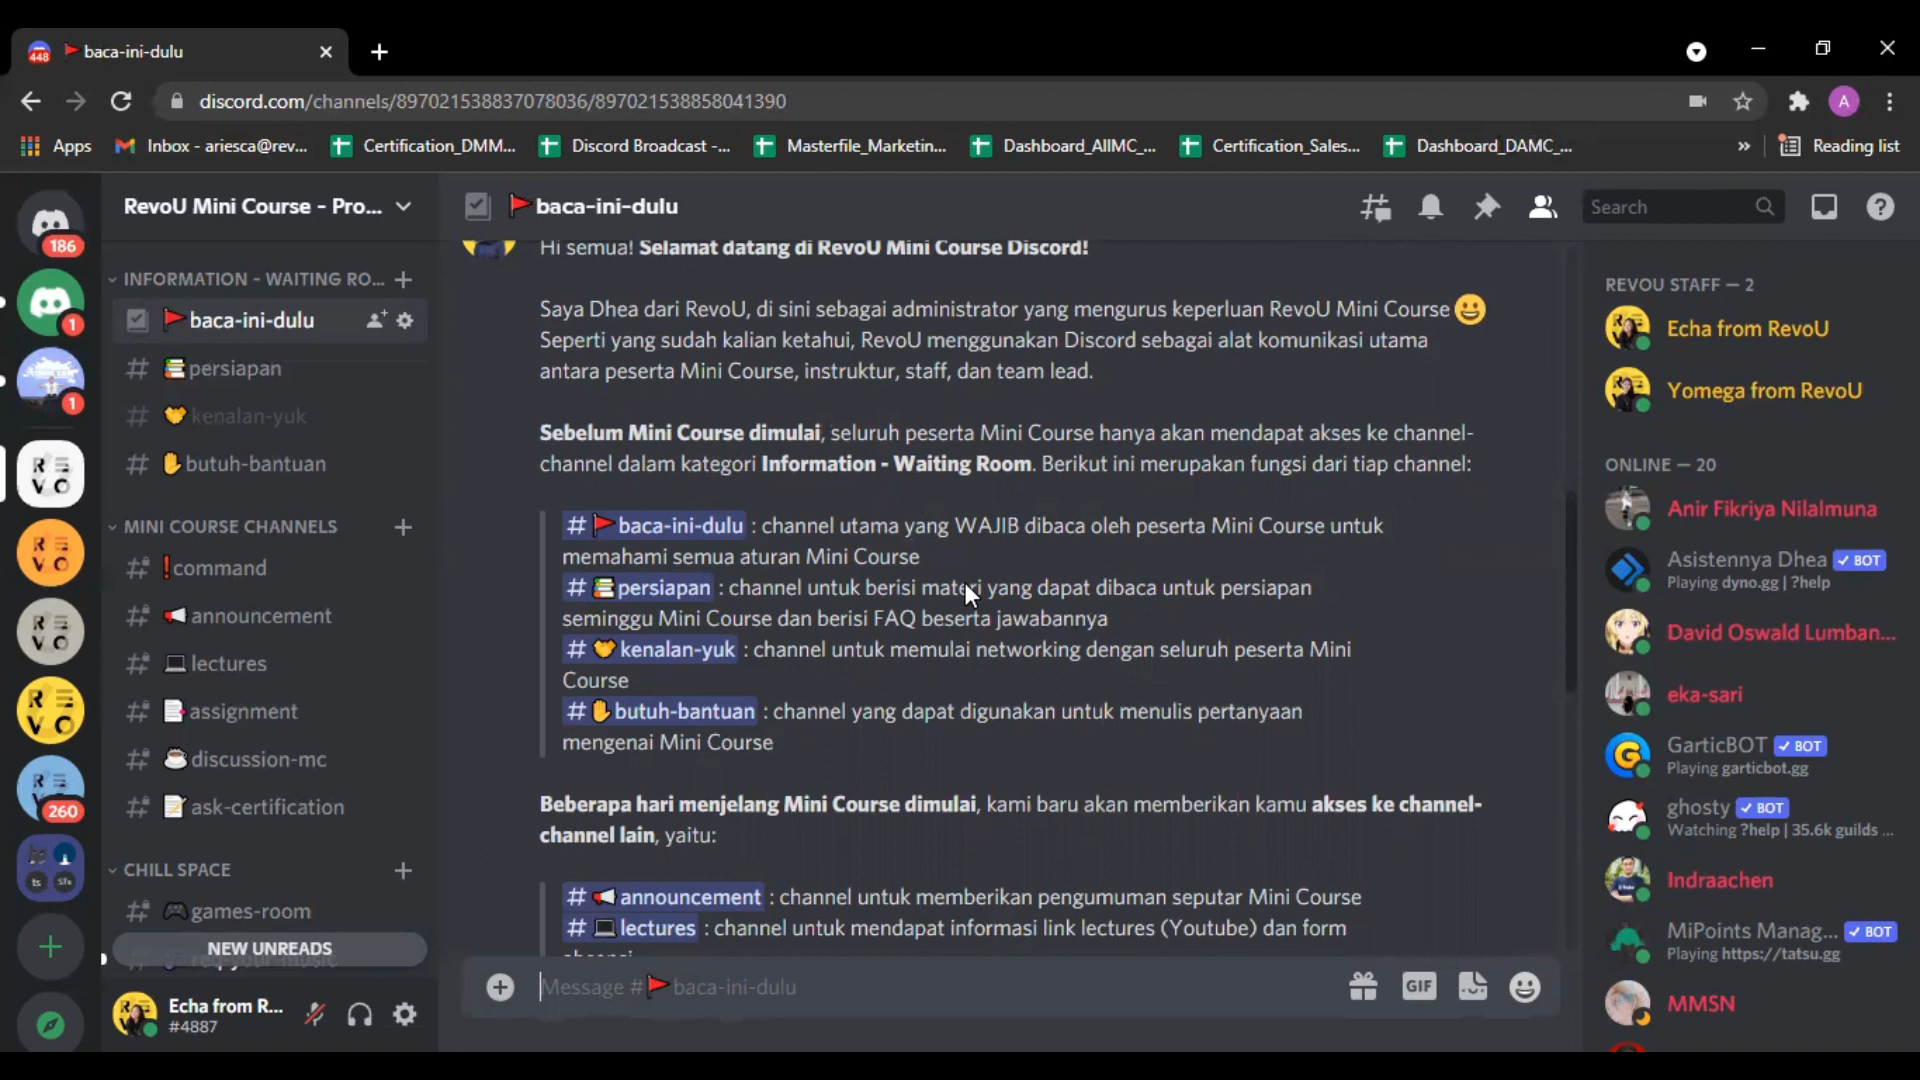 448 baca-ini-dulu
discord.com/channels/897021538837078036/897021538858041390
A
Apps
Inbox - ariesca@rev...
Certification_DMM...
Discord Broadcast -...
Masterfile_Marketin...
Dashboard_AllMC_...
Certification_Sales...
Dashboard_DAMC_...
»
Reading list
186
1
1
REVO
REVO
REVO
REVO
260
ts STA
RevoU Mini Course - Pro...
INFORMATION - WAITING RO...
baca-ini-dulu
# persiapan
# kenalan-yuk
# butuh-bantuan
MINI COURSE CHANNELS
# command
# announcement
# lectures
# assignment
# discussion-mc
# ask-certification
CHILL SPACE
# games-room
NEW UNREADS
Echa from R...
#4887
baca-ini-dulu
Search
Hi semua! Selamat datang di RevoU Mini Course Discord!
Saya Dhea dari RevoU, di sini sebagai administrator yang mengurus keperluan RevoU Mini Course
Seperti yang sudah kalian ketahui, RevoU menggunakan Discord sebagai alat komunikasi utama
antara peserta Mini Course, instruktur, staff, dan team lead.
Sebelum Mini Course dimulai, seluruh peserta Mini Course hanya akan mendapat akses ke channel-
channel dalam kategori Information - Waiting Room. Berikut ini merupakan fungsi dari tiap channel:
# baca-ini-dulu : channel utama yang WAJIB dibaca oleh peserta Mini Course untuk
memahami semua aturan Mini Course
# persiapan : channel untuk berisi materi yang dapat dibaca untuk persiapan
seminggu Mini Course dan berisi FAQ beserta jawabannya
# kenalan-yuk : channel untuk memulai networking dengan seluruh peserta Mini
Course
# butuh-bantuan : channel yang dapat digunakan untuk menulis pertanyaan
mengenai Mini Course
Beberapa hari menjelang Mini Course dimulai, kami baru akan memberikan kamu akses ke channel-
channel lain, yaitu:
# announcement : channel untuk memberikan pengumuman seputar Mini Course
# lectures : channel untuk mendapat informasi link lectures (Youtube) dan form
Message # baca-ini-dulu
GIF
REVOU STAFF — 2
Echa from RevoU
Yomega from RevoU
ONLINE — 20
Anir Fikriya Nilalmuna
Asistennya Dhea BOT
Playing dyno.gg | ?help
David Oswald Lumban...
eka-sari
GarticBOT BOT
Playing garticbot.gg
ghosty BOT
Watching ?help | 35.6k guilds ...
Indraachen
MiPoints Manag... BOT
Playing https://tatsu.gg
MMSN